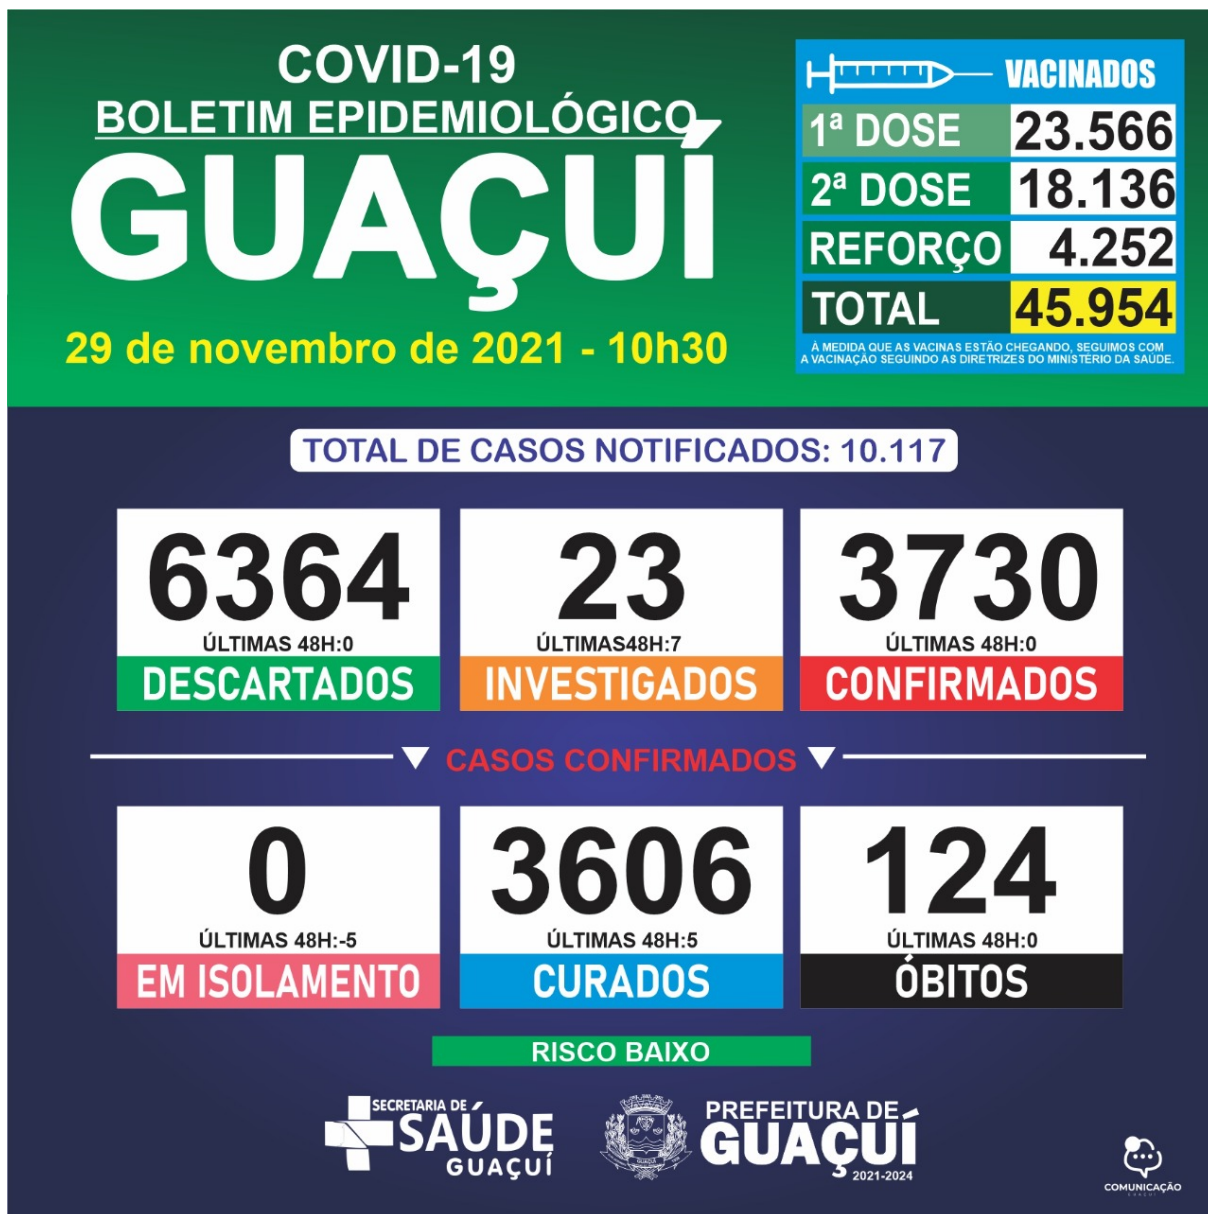 COVID-19
BOLETIM EPIDEMIOLÓGICO
GUAÇUÍ
29 de novembro de 2021 - 10h30
VACINADOS
1ª DOSE 23.566
2ª DOSE 18.136
REFORÇO 4.252
TOTAL 45.954
À MEDIDA QUE AS VACINAS ESTÃO CHEGANDO, SEGUIMOS COM
A VACINAÇÃO SEGUINDO AS DIRETRIZES DO MINISTÉRIO DA SAÚDE.
TOTAL DE CASOS NOTIFICADOS: 10.117
6364
ÚLTIMAS 48H:0
DESCARTADOS
23
ÚLTIMAS48H:7
INVESTIGADOS
3730
ÚLTIMAS 48H:0
CONFIRMADOS
CASOS CONFIRMADOS
0
ÚLTIMAS 48H:-5
EM ISOLAMENTO
3606
ÚLTIMAS 48H:5
CURADOS
124
ÚLTIMAS 48H:0
ÓBITOS
RISCO BAIXO
SECRETARIA DE
SAÚDE
GUAÇUÍ
PREFEITURA DE
GUAÇUÍ
2021-2024
COMUNICAÇÃO
GUAÇUÍ